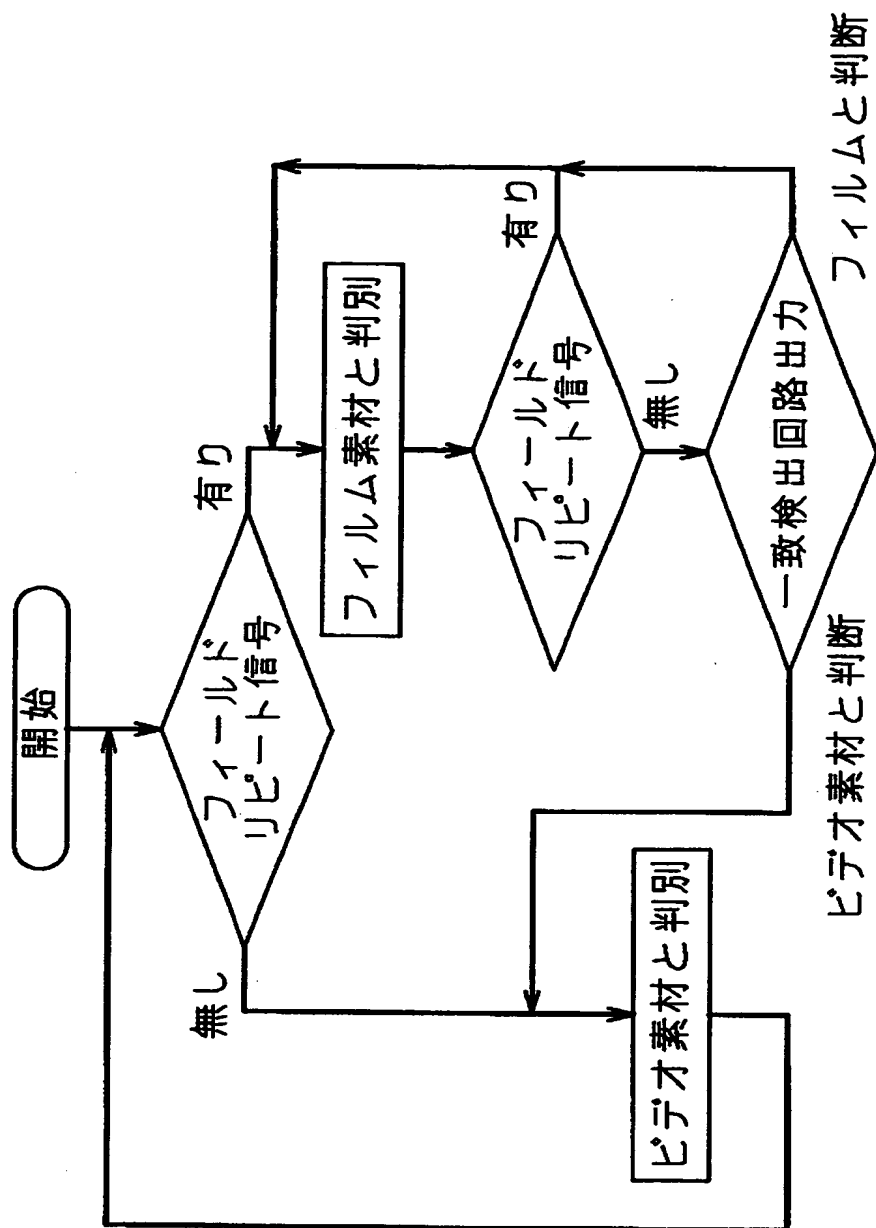 開始
フィールド
リピート信号
無し
有り
フィルム素材と判別
フィールド
リピート信号
有り
無し
一致検出回路出力
ビデオ素材と判断
フィルムと判断
ビデオ素材と判別